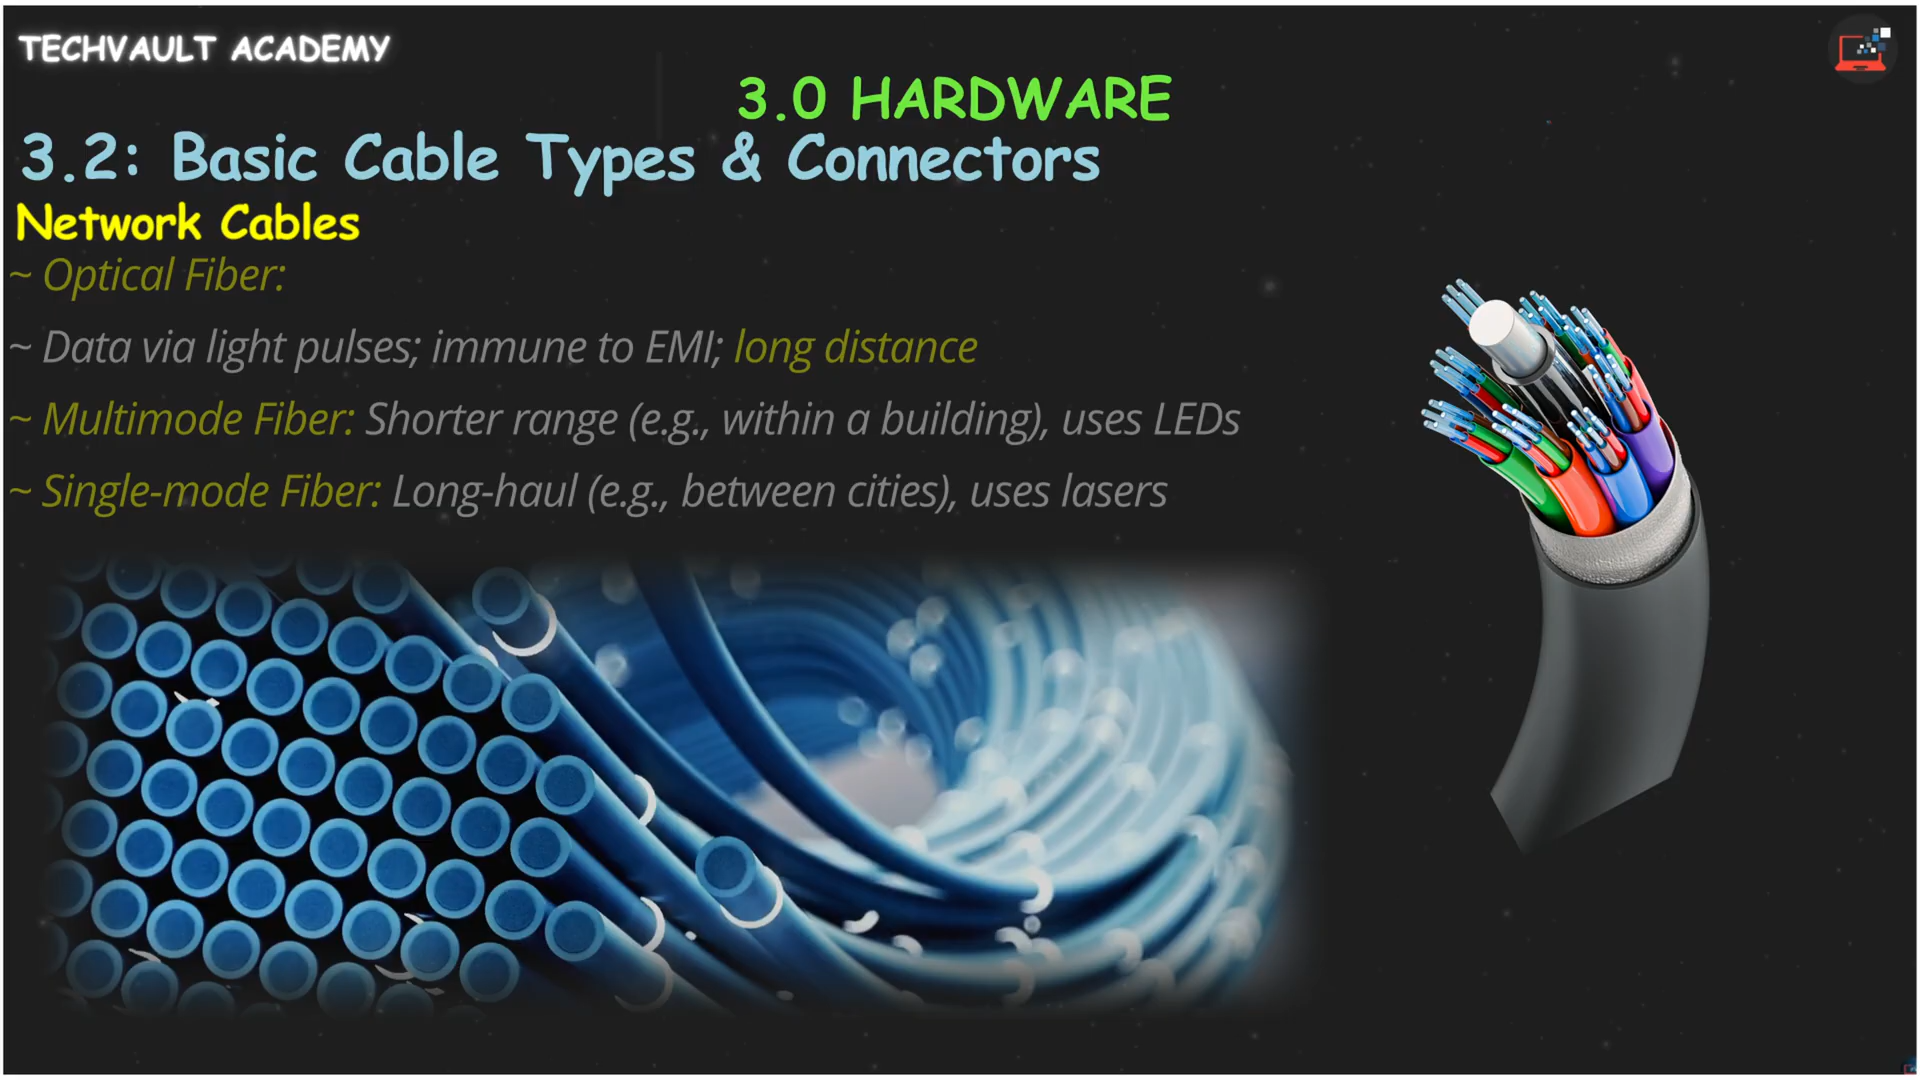 TECHVAULT ACADEMY
3.0 HARDWARE
3.2: Basic Cable Types & Connectors
Network Cables
~ Optical Fiber:
~ Data via light pulses; immune to EMI; long distance
~ Multimode Fiber: Shorter range (e.g., within a building), uses LEDs
~ Single-mode Fiber: Long-haul (e.g., between cities), uses lasers